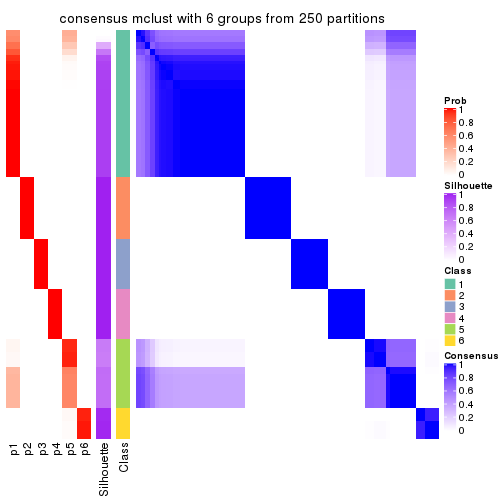 consensus mclust with 6 groups from 250 partitions
Prob
1
0.8
0.6
0.4
0.2
0
Silhouette
1
0.8
0.6
0.4
0.2
0
Class
1
2
3
4
5
6
Consensus
1
0.8
0.6
0.4
0.2
0
p1
p2
p3
p4
p5
p6
Silhouette
Class